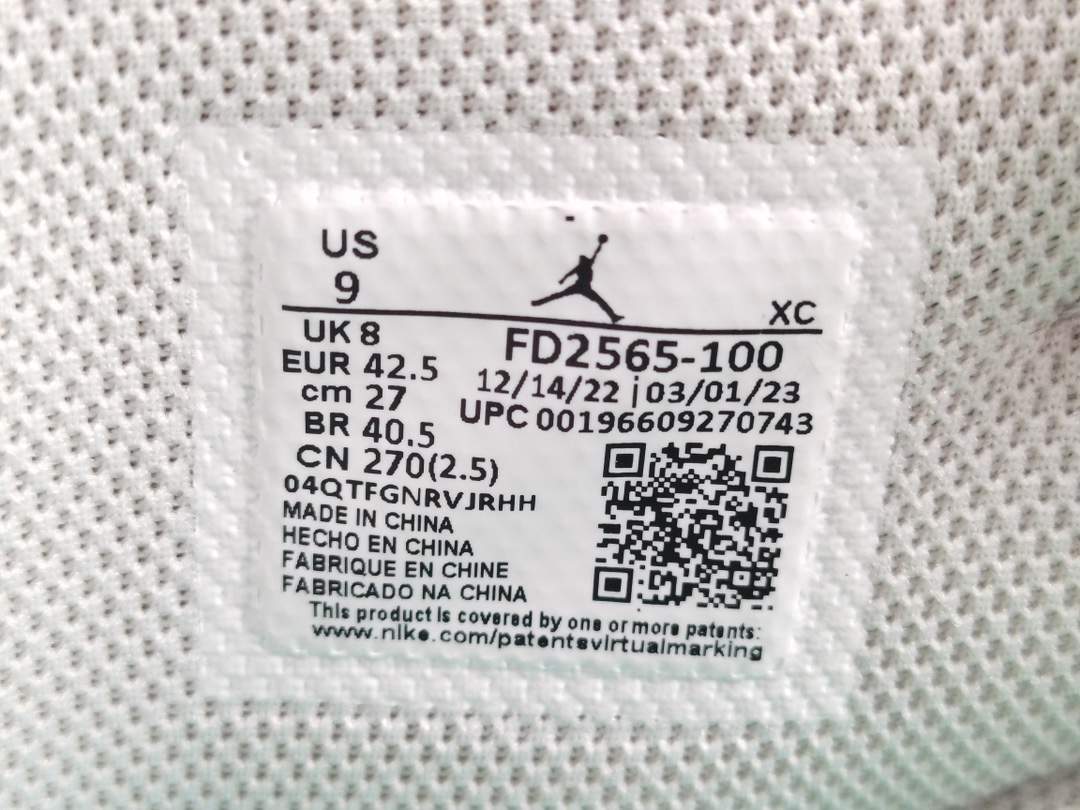 US
9
XC
UK 8
EUR 42.5
cm 27
BR 40.5
CN 270(2.5)
FD2565-100
12/14/22 | 03/01/23
UPC 00196609270743
04QTFGNRVJRHH
MADE IN CHINA
HECHO EN CHINA
FABRIQUE EN CHINE
FABRICADO NA CHINA
This product is covered by one or more patents:
www.nike.com/patentsvirtualmarking